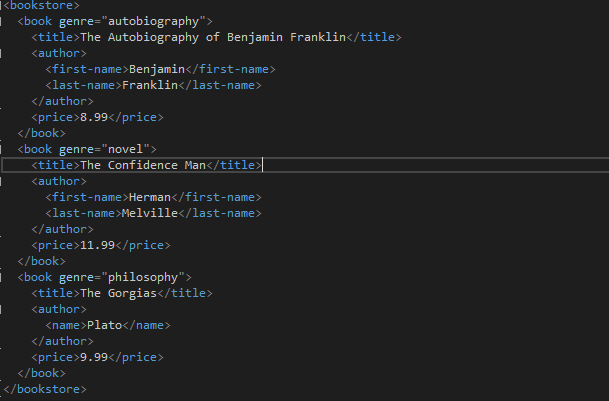 <bookstore>
  <book genre="autobiography">
    <title>The Autobiography of Benjamin Franklin</title>
    <author>
      <first-name>Benjamin</first-name>
      <last-name>Franklin</last-name>
    </author>
    <price>8.99</price>
  </book>
  <book genre="novel">
    <title>The Confidence Man</title>
    <author>
      <first-name>Herman</first-name>
      <last-name>Melville</last-name>
    </author>
    <price>11.99</price>
  </book>
  <book genre="philosophy">
    <title>The Gorgias</title>
    <author>
      <name>Plato</name>
    </author>
    <price>9.99</price>
  </book>
</bookstore>